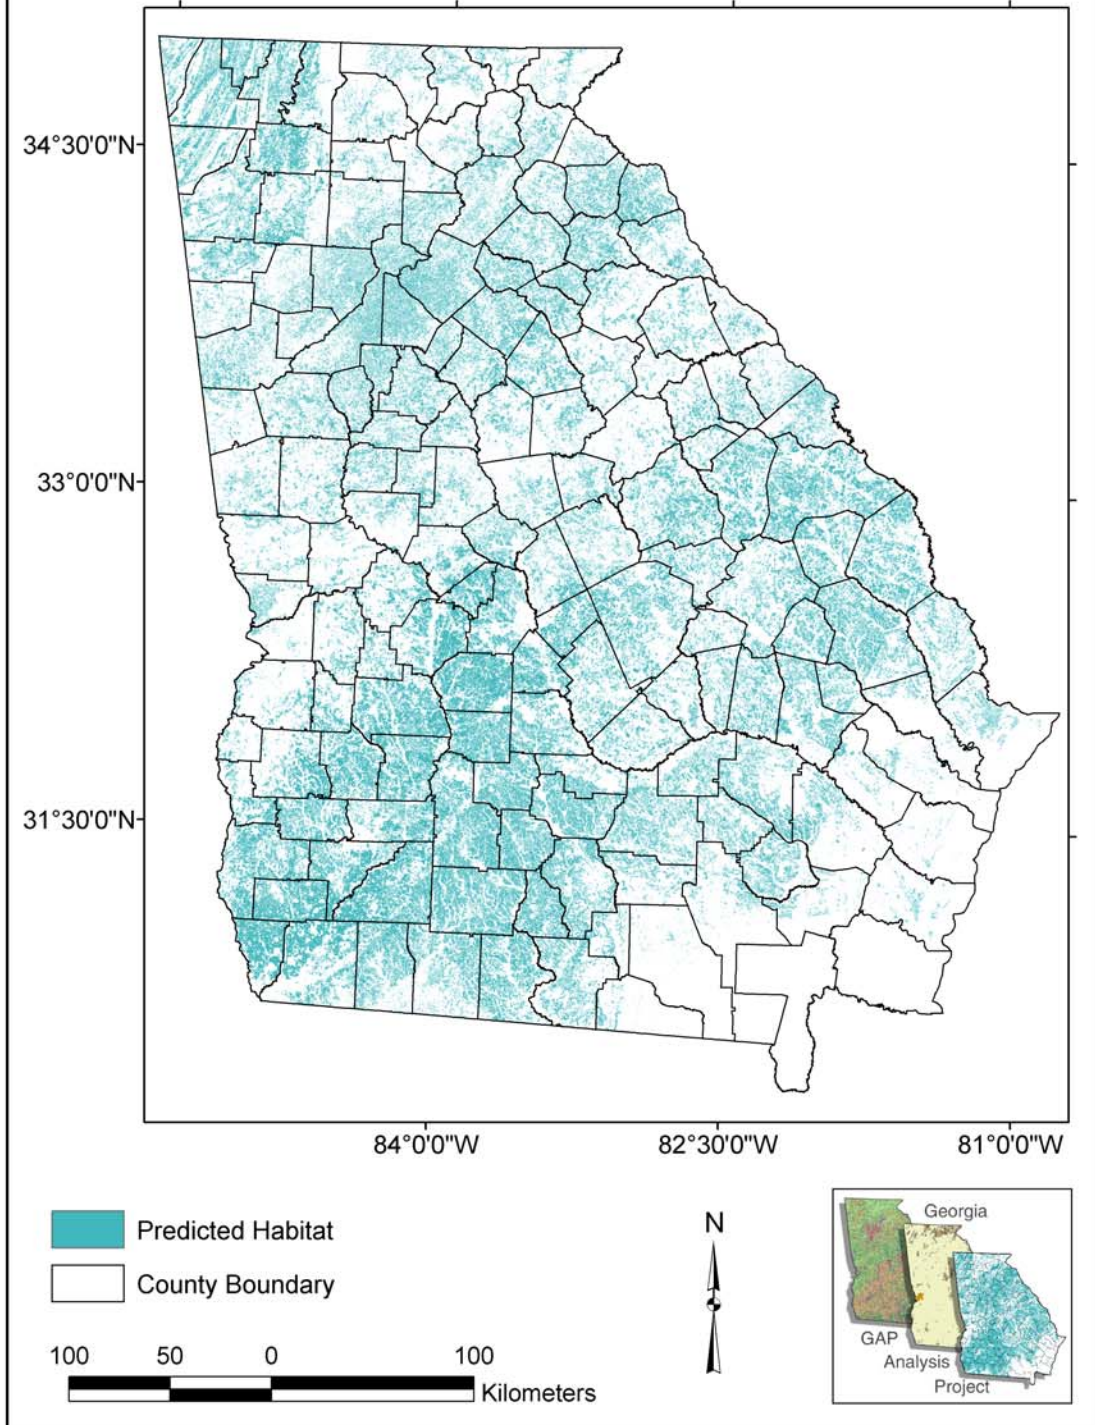 34°30'0"N
33°0'0"N
31°30'0"N
84°0'0"W 82°30'0"W 81°0'0"W
Predicted Habitat
County Boundary
N
100 50 0 100
Kilometers
Georgia
GAP
Analysis
Project